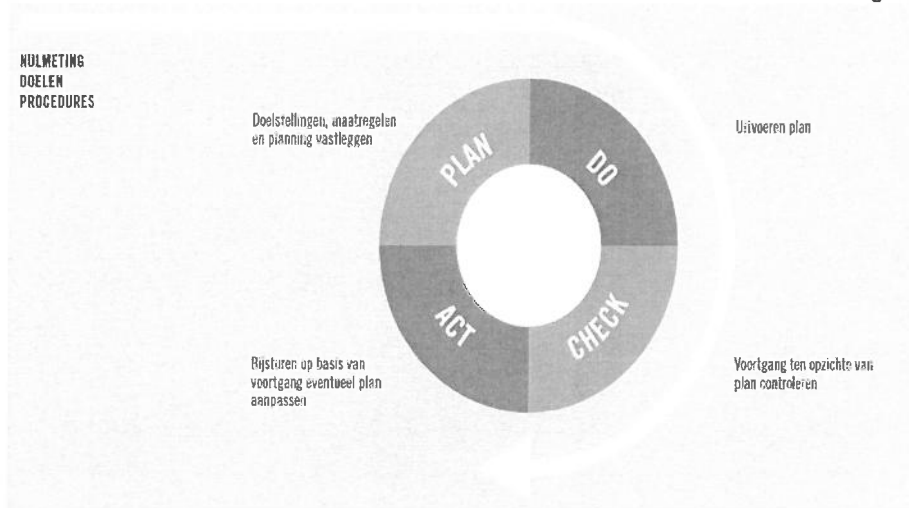 NULMETING
DOELEN
PROCEDURES
Doelstellingen, maatregelen
en planning vastleggen
PLAN
DO
Uitvoeren plan
ACT
CHECK
Bijsturen op basis van
voortgang eventueel plan
aanpassen
Voortgang ten opzichte van
plan controleren